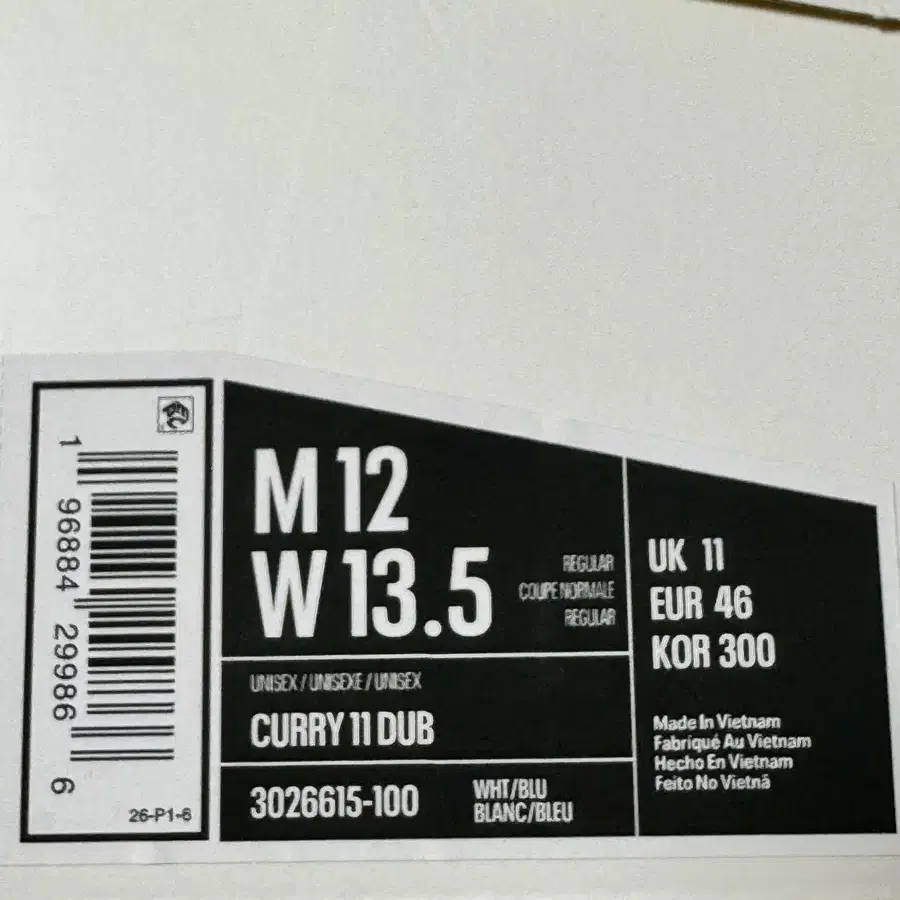 1 96884 29986 6
26-P1-6
M 12
W 13.5
REGULAR
COUPE NORMALE
REGULAR
UNISEX / UNISEXE / UNISEX
CURRY 11 DUB
3026615-100
WHT/BLU
BLANC/BLEU
UK 11
EUR 46
KOR 300
Made In Vietnam
Fabriqué Au Vietnam
Hecho En Vietnam
Feito No Vietnã